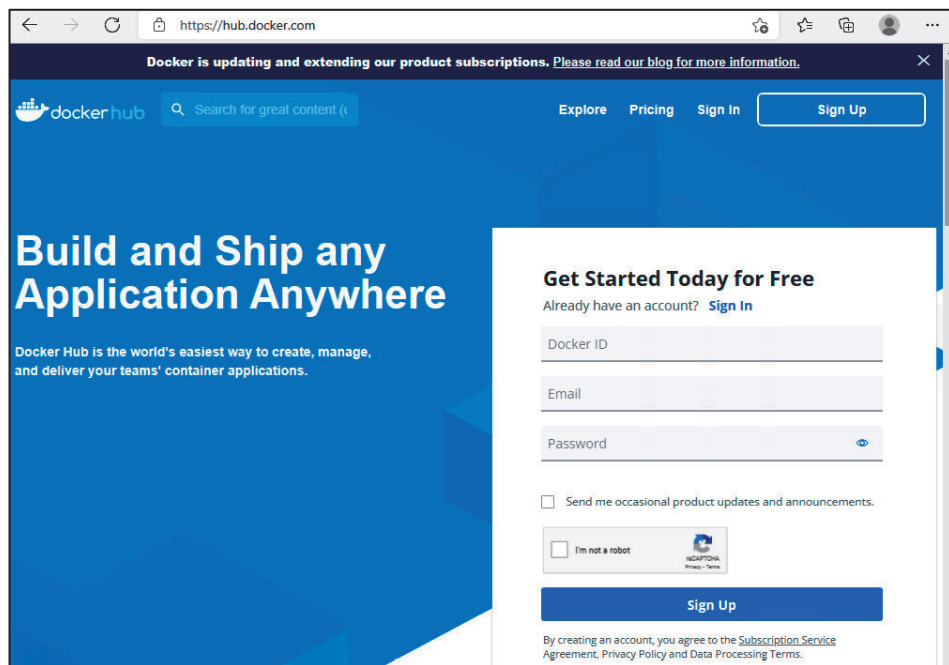 https://hub.docker.com
Docker is updating and extending our product subscriptions. Please read our blog for more information.
dockerhub
Search for great content (
Explore
Pricing
Sign In
Sign Up
Build and Ship any
Application Anywhere
Docker Hub is the world's easiest way to create, manage,
and deliver your teams' container applications.
Get Started Today for Free
Already have an account? Sign In
Docker ID
Email
Password
Send me occasional product updates and announcements.
I'm not a robot
reCAPTCHA
Privacy - Terms
Sign Up
By creating an account, you agree to the Subscription Service
Agreement, Privacy Policy and Data Processing Terms.